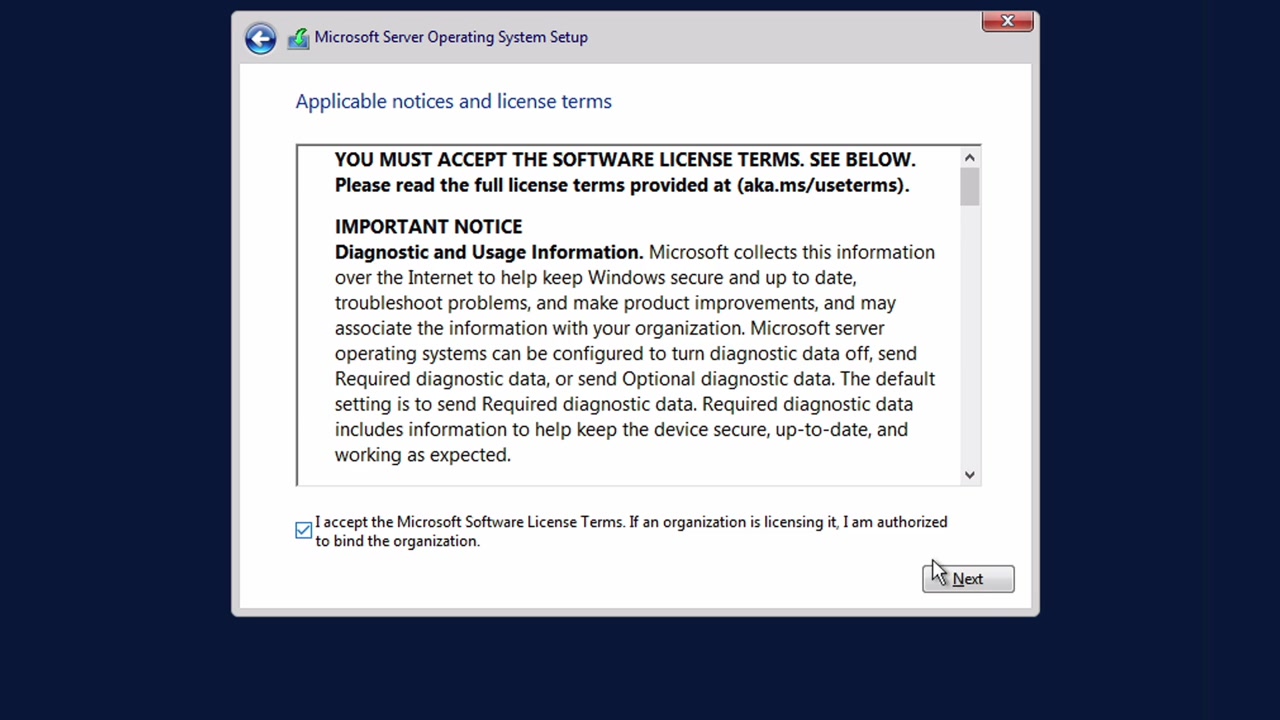 Microsoft Server Operating System Setup
Applicable notices and license terms
YOU MUST ACCEPT THE SOFTWARE LICENSE TERMS. SEE BELOW.
Please read the full license terms provided at (aka.ms/useterms).
IMPORTANT NOTICE
Diagnostic and Usage Information. Microsoft collects this information
over the Internet to help keep Windows secure and up to date,
troubleshoot problems, and make product improvements, and may
associate the information with your organization. Microsoft server
operating systems can be configured to turn diagnostic data off, send
Required diagnostic data, or send Optional diagnostic data. The default
setting is to send Required diagnostic data. Required diagnostic data
includes information to help keep the device secure, up-to-date, and
working as expected.
I accept the Microsoft Software License Terms. If an organization is licensing it, I am authorized
to bind the organization.
Next